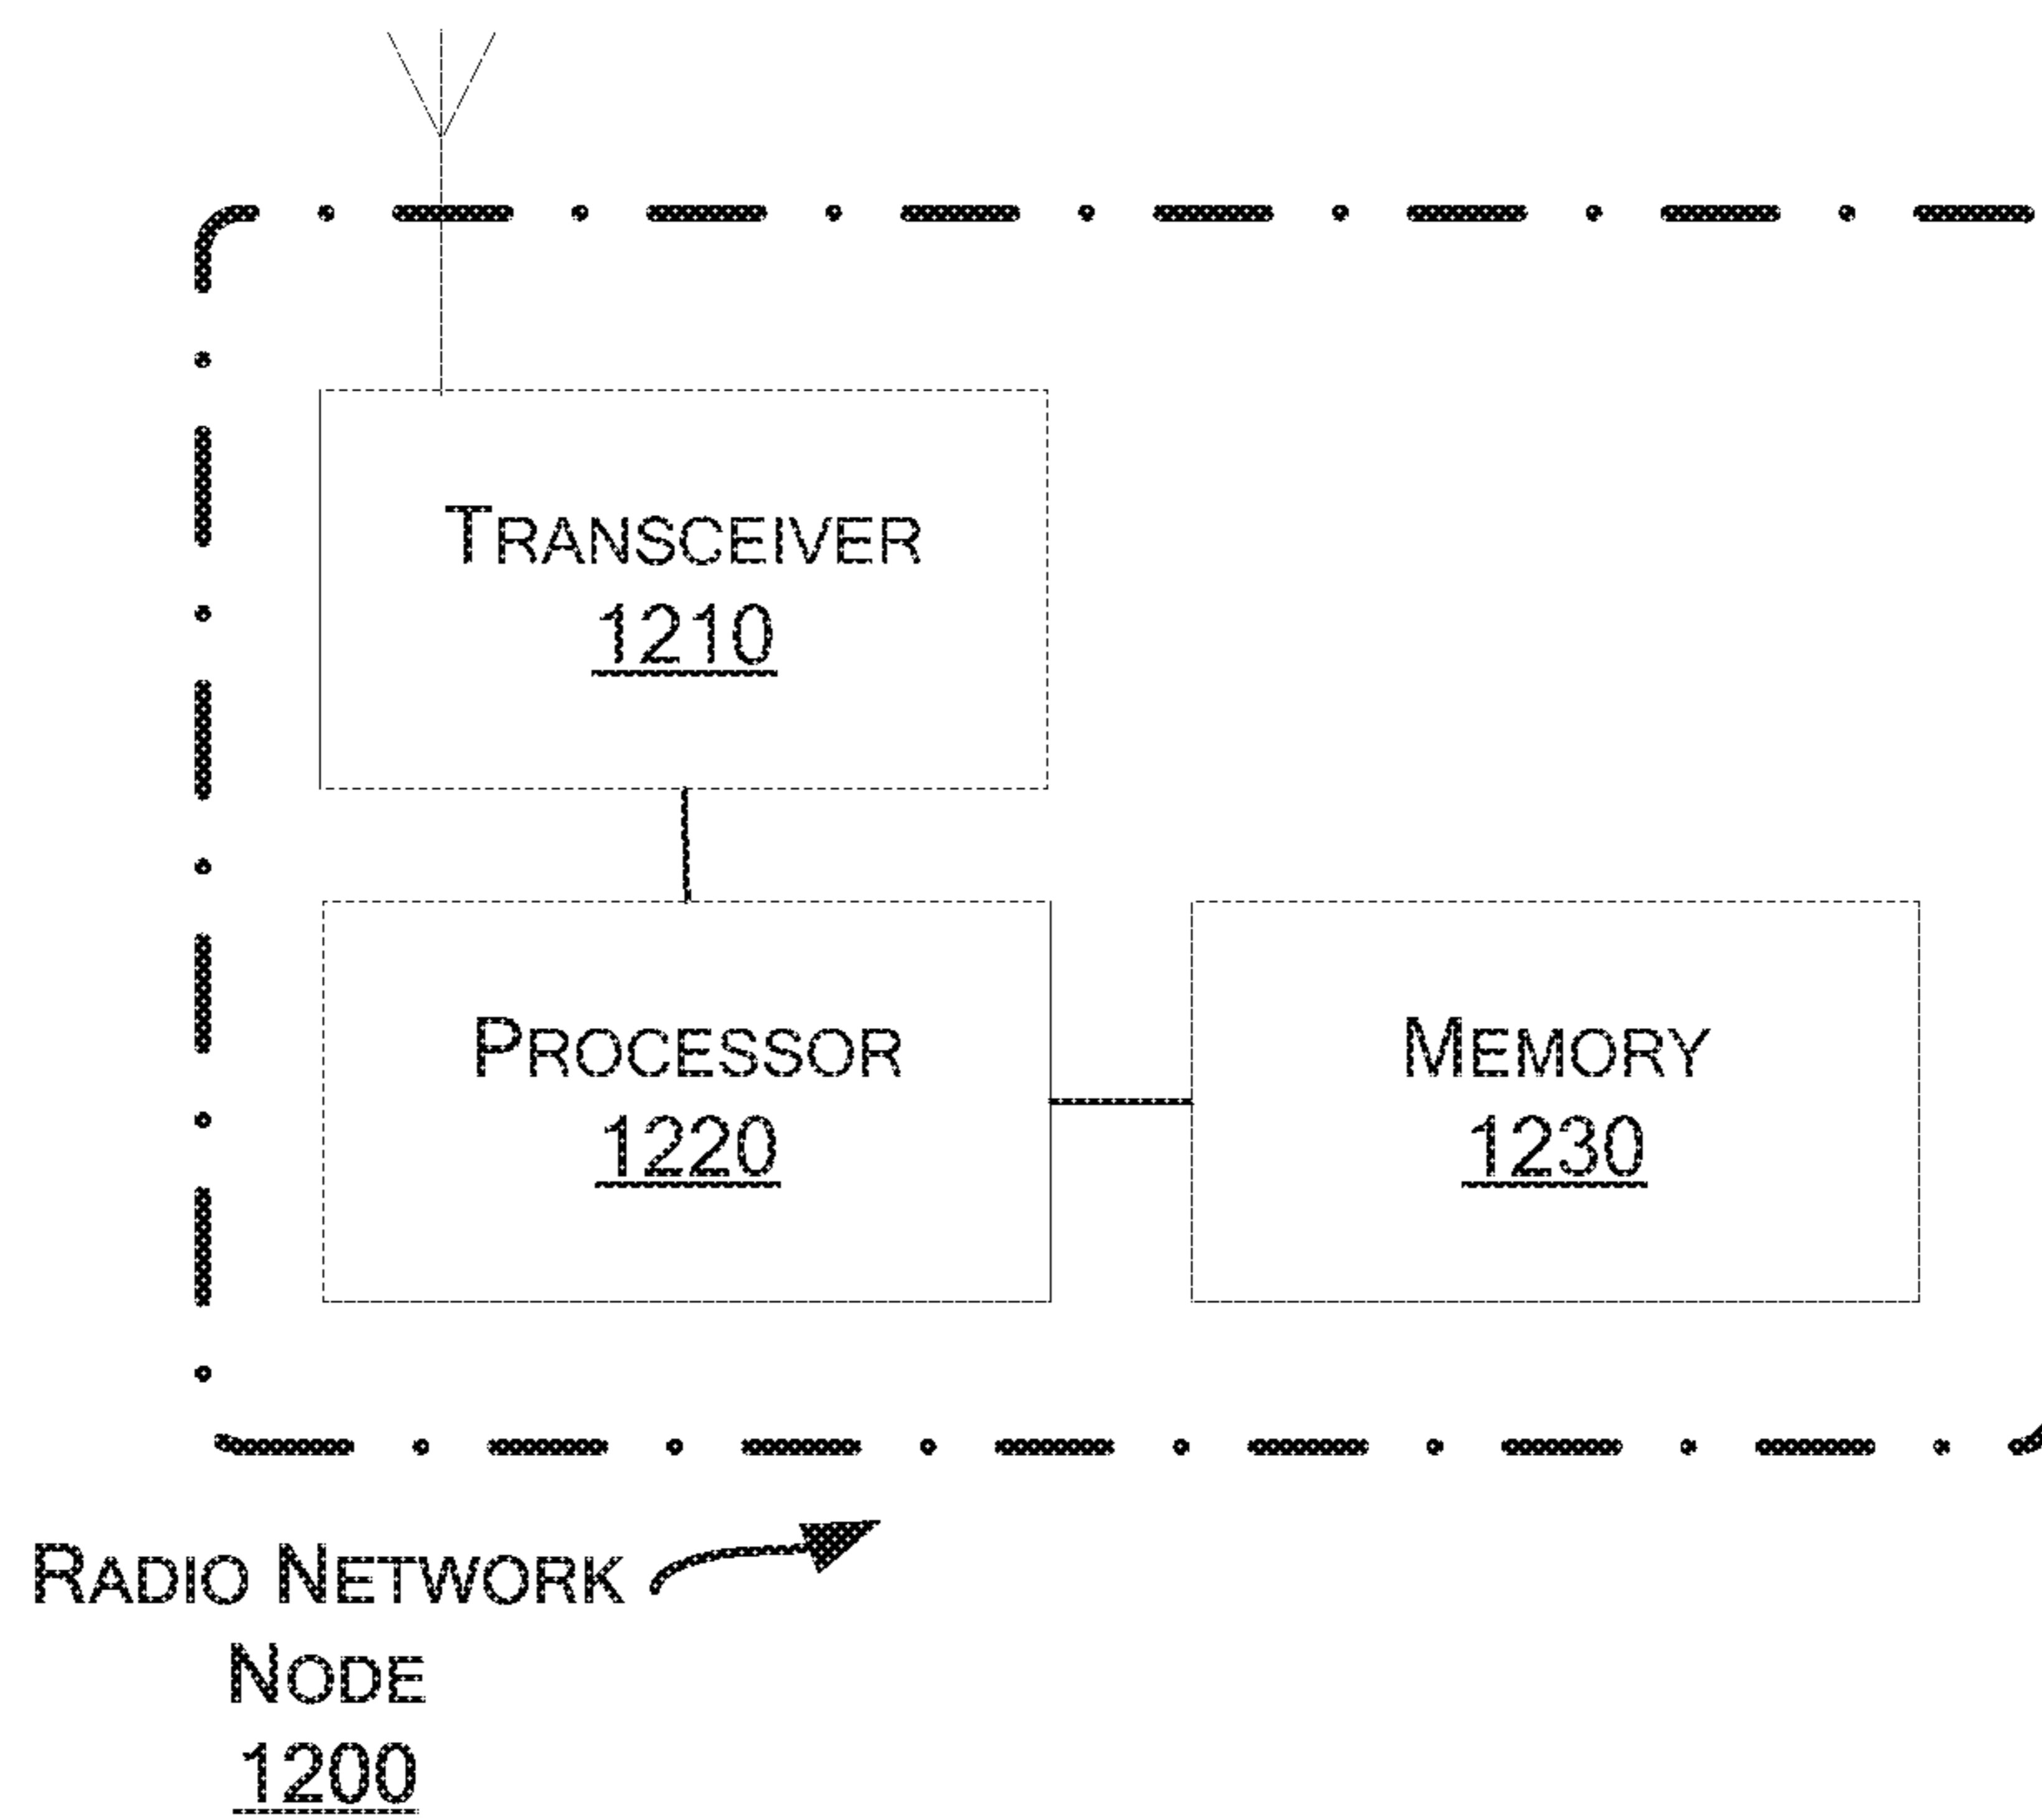 TRANSCEIVER
1210
PROCESSOR
1220
MEMORY
1230
RADIO NETWORK
NODE
1200